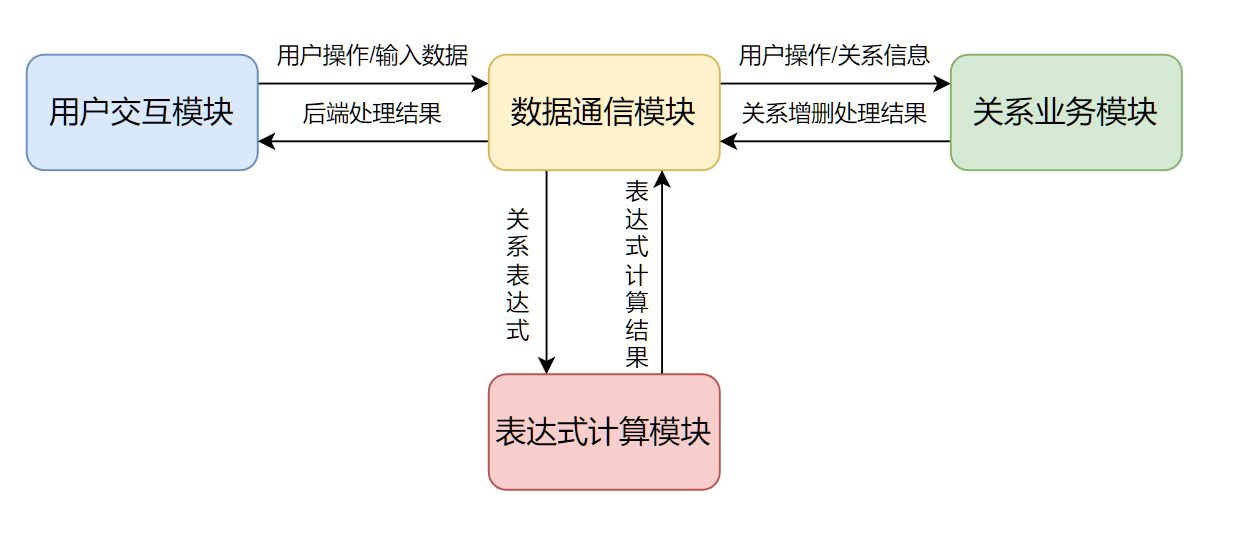 用户操作/输入数据
用户操作/关系信息
用户交互模块
后端处理结果
数据通信模块
关系增删处理结果
关系业务模块
关系表达式
表达式计算结果
表达式计算模块